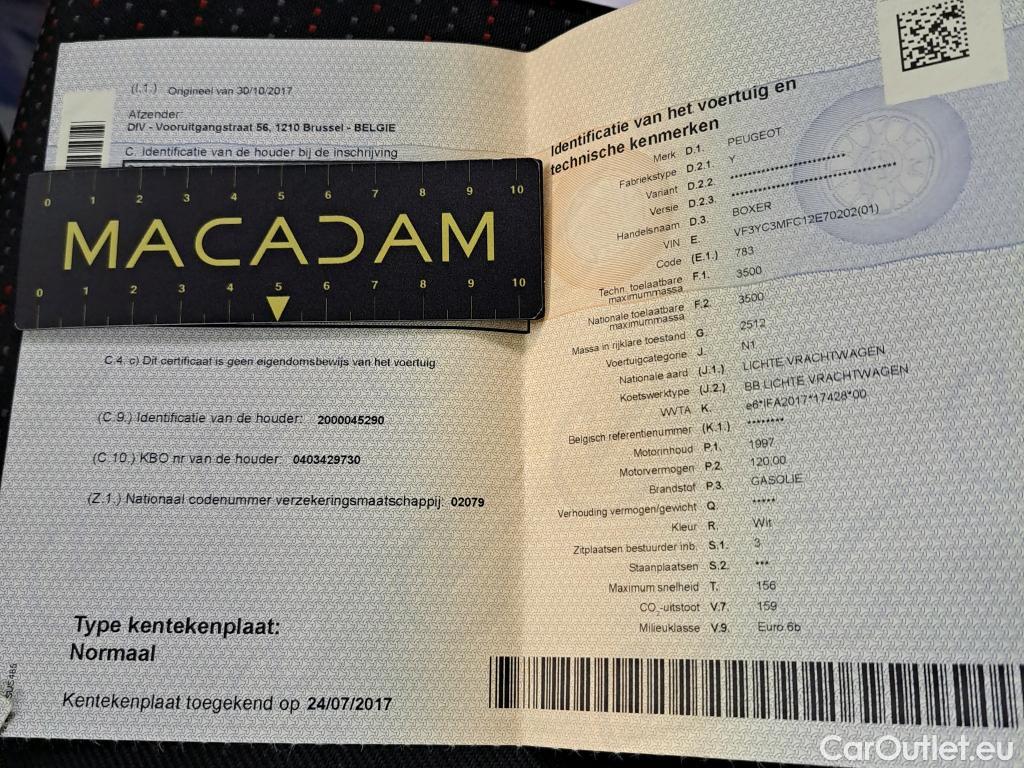 (I.1.) Origineel van 30/10/2017
Afzender
DIV - Vooruitgangstraat 56, 1210 Brussel - BELGIE
C. Identificatie van de houder bij de inschrijving
0 1 2 3 4 5 6 7 8 9 10
MACADAM
0 1 2 3 4 5 6 7 8 9 10
C.4. c) Dit certificaat is geen eigendomsbewijs van het voertuig
(C.9.) Identificatie van de houder: 2000045290
(C.10.) KBO nr van de houder: 0403429730
(Z.1.) Nationaal codenummer verzekeringsmaatschappij: 02079
Type kentekenplaat:
Normaal
Kentekenplaat toegekend op 24/07/2017
Identificatie van het voertuig en
technische kenmerken
Merk D.1. PEUGEOT
Fabriekstype D.2.1. Y
Variant D.2.2. ********************
Versie D.2.3. ****************************
Handelsnaam D.3. BOXER
VIN E. VF3YC3MFC12E70202(01)
Code (E.1.) 783
Techn. toelaatbare
maximummassa F.1. 3500
Nationale toelaatbare
maximummassa F.2. 3500
Massa in rijklare toestand G. 2512
Voertuigcategorie J. N1
Nationale aard (J.1.) LICHTE VRACHTWAGEN
Koetswerktype (J.2.) BB LICHTE VRACHTWAGEN
WVTA K. e6*IFA2017*17428*00
Belgisch referentienummer (K.1.) ********
Motorinhoud P.1. 1997
Motorvermogen P.2. 120,00
Brandstof P.3. GASOLIE
Verhouding vermogen/gewicht Q. *****
Kleur R. Wit
Zitplaatsen bestuurder inb. S.1. 3
Staanplaatsen S.2. ***
Maximum snelheid T. 156
CO₂-uitstoot V.7. 159
Milieuklasse V.9. Euro 6b
CarOutlet.eu